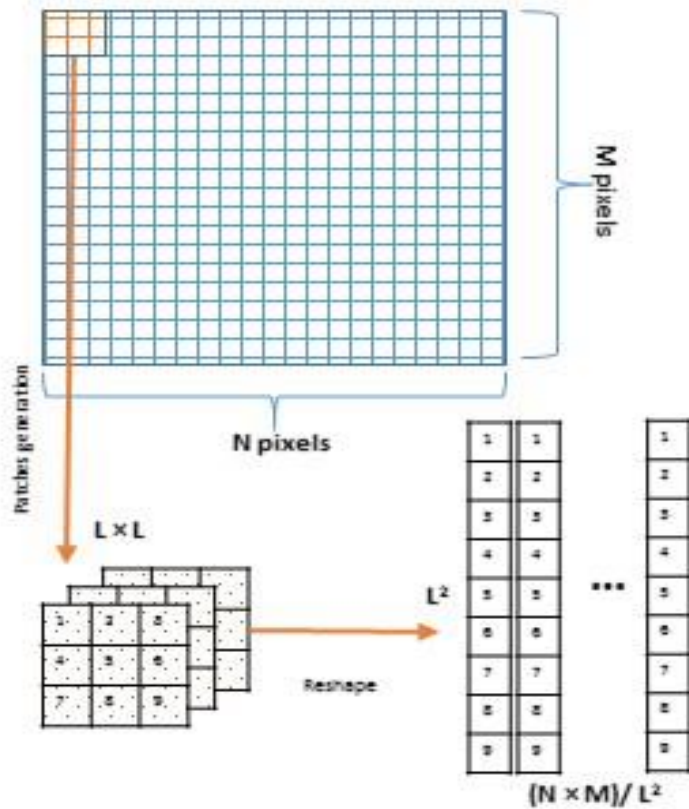 M pixels
N pixels
Patches generation
L × L
1 2 3
4 5 6
7 8 9
Reshape
L²
1 1 ... 1
2 2 2
3 3 3
4 4 4
5 5 5
6 6 6
7 7 7
8 8 8
9 9 9
(N × M)/ L²